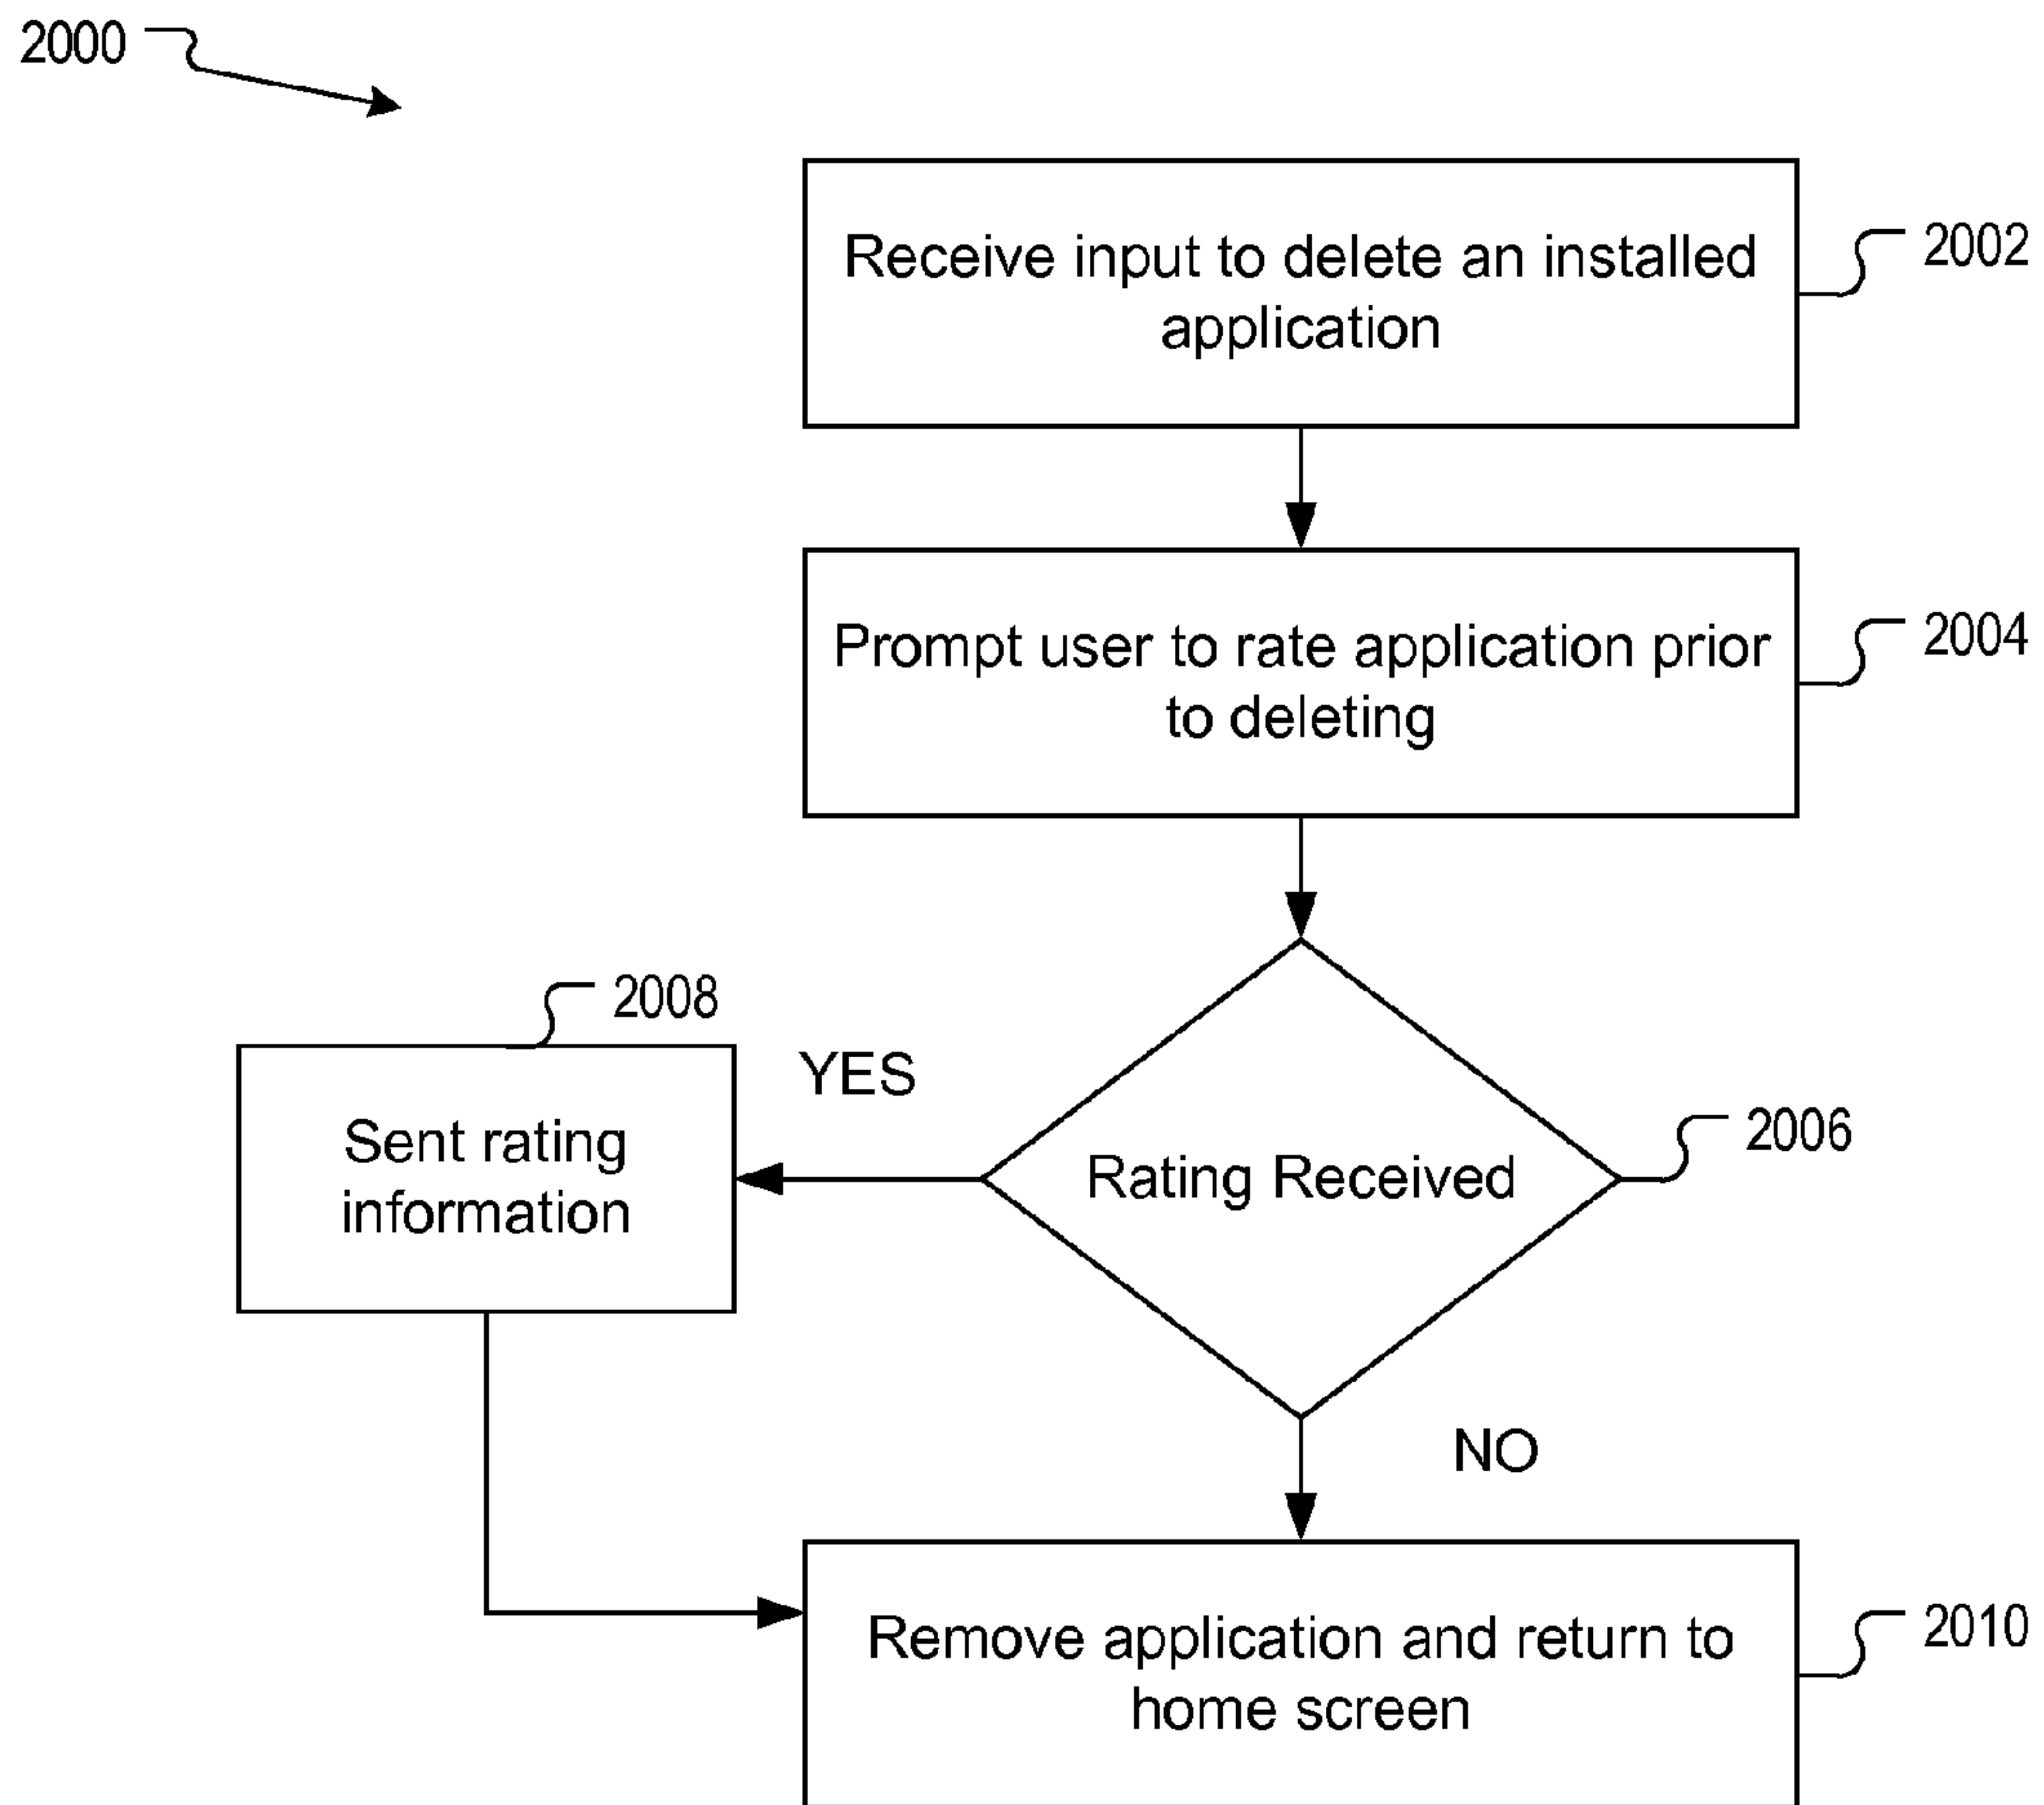 2000
Receive input to delete an installed
application
2002
Prompt user to rate application prior
to deleting
2004
2008
YES
Sent rating
information
Rating Received
2006
NO
Remove application and return to
home screen
2010